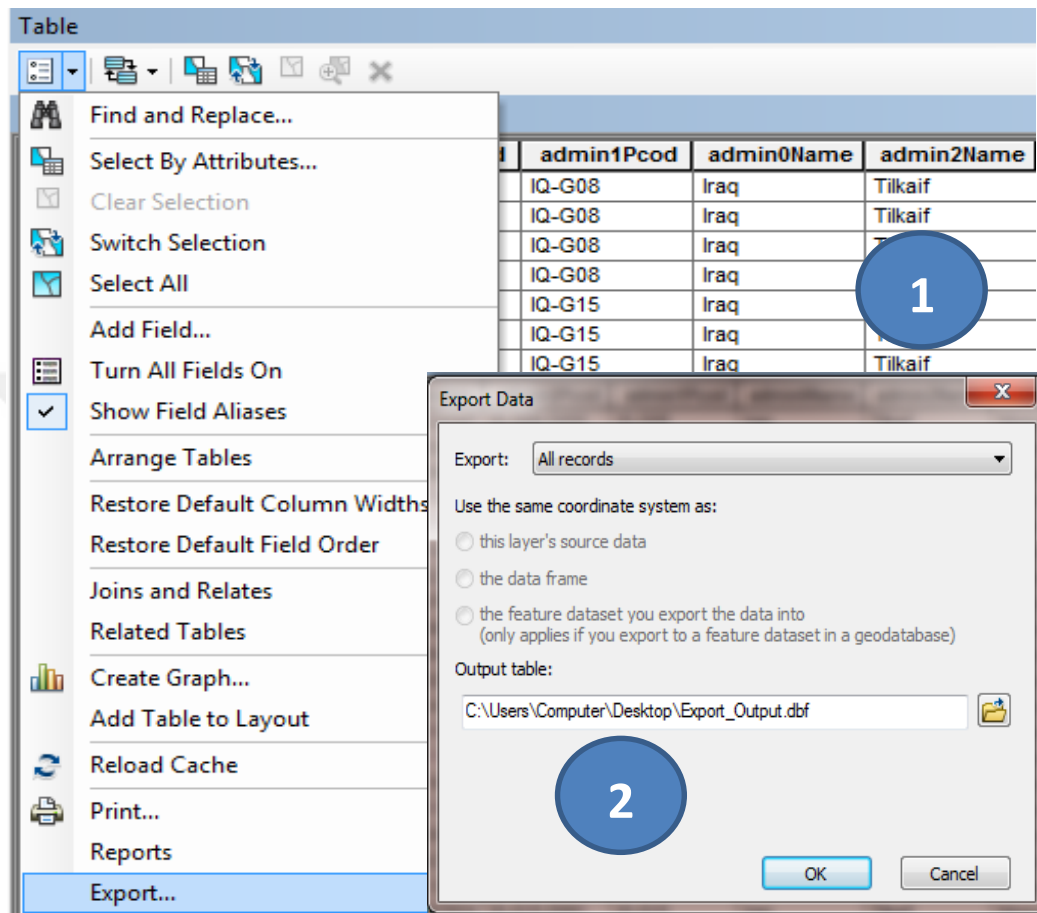 Table
Find and Replace...
Select By Attributes...
Clear Selection
Switch Selection
Select All
Add Field...
Turn All Fields On
Show Field Aliases
Arrange Tables
Restore Default Column Widths
Restore Default Field Order
Joins and Relates
Related Tables
Create Graph...
Add Table to Layout
Reload Cache
Print...
Reports
Export...
admin1Pcod admin0Name admin2Name
IQ-G08 Iraq Tilkaif
IQ-G08 Iraq Tilkaif
IQ-G08 Iraq
IQ-G08 Iraq
IQ-G15 Iraq
IQ-G15 Iraq
IQ-G15 Iraq Tilkaif
1
Export Data
Export: All records
Use the same coordinate system as:
this layer's source data
the data frame
the feature dataset you export the data into
(only applies if you export to a feature dataset in a geodatabase)
Output table:
C:\Users\Computer\Desktop\Export_Output.dbf
2
OK Cancel